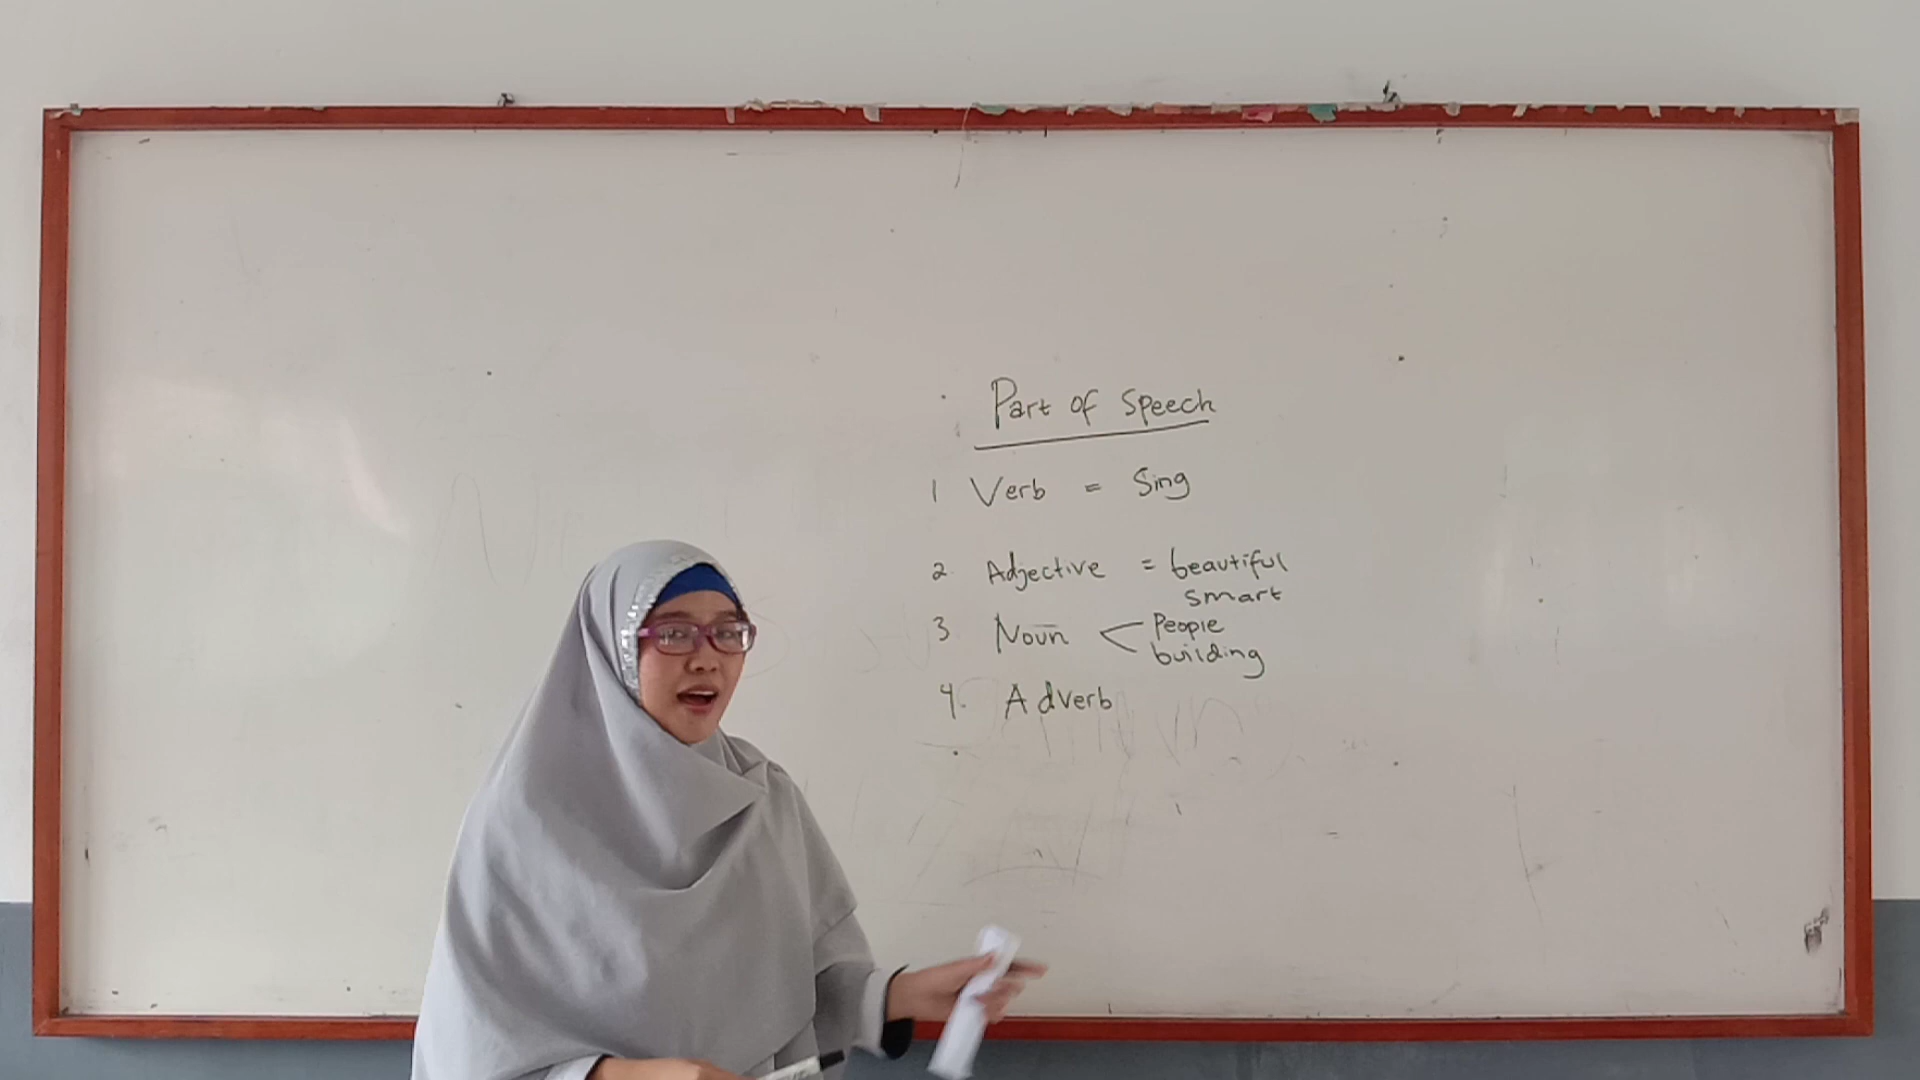 Part of Speech
1 Verb = Sing
2. Adjective = beautiful
smart
3 Noun < People
building
4. Adverb